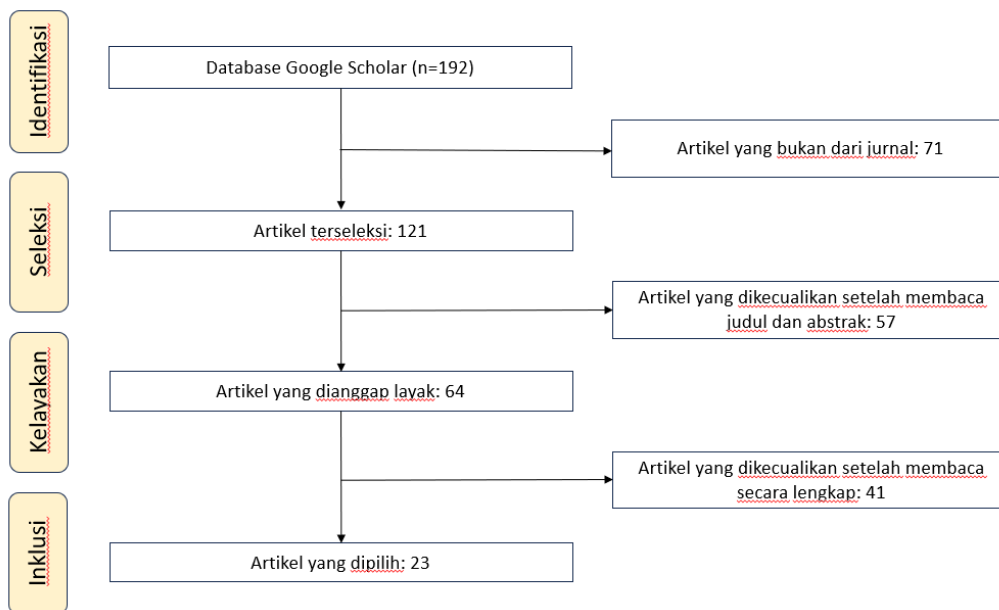 Identifikasi
Database Google Scholar (n=192)
Artikel yang bukan dari jurnal: 71
Seleksi
Artikel terseleksi: 121
Artikel yang dikecualikan setelah membaca
judul dan abstrak: 57
Kelayakan
Artikel yang dianggap layak: 64
Artikel yang dikecualikan setelah membaca
secara lengkap: 41
Inklusi
Artikel yang dipilih: 23